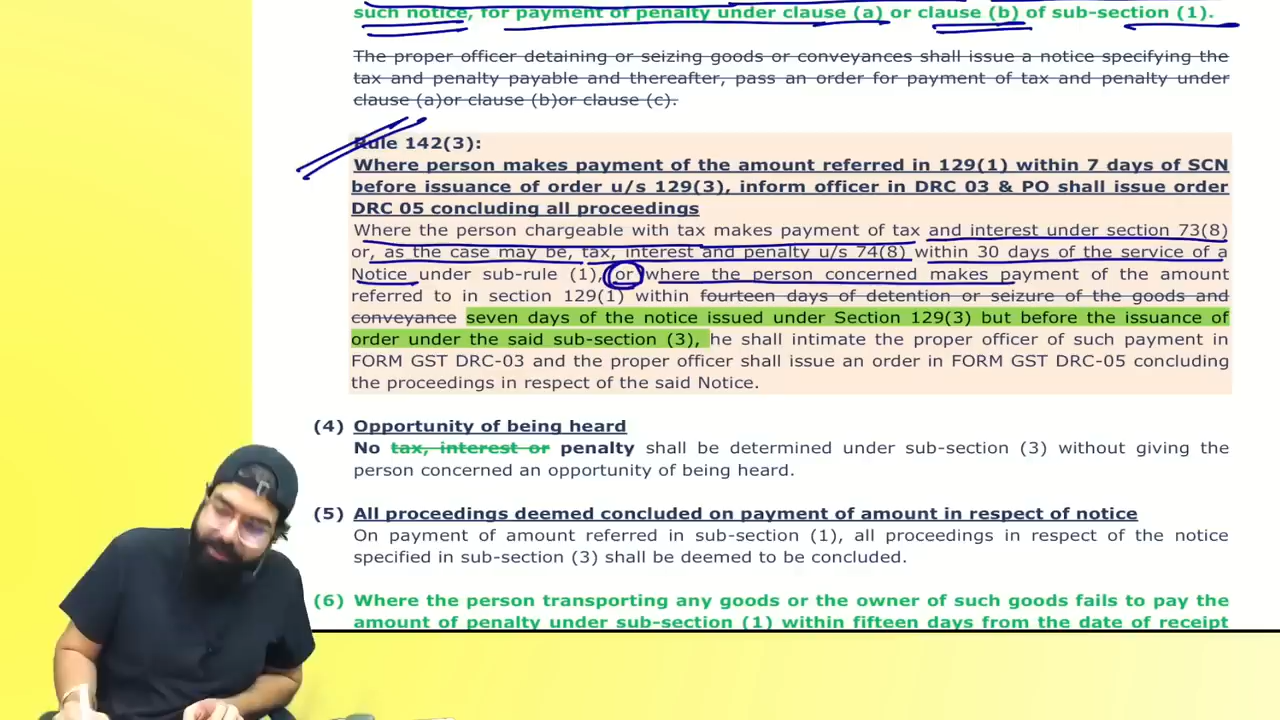 such notice, for payment of penalty under clause (a) or clause (b) of sub-section (1).
The proper officer detaining or seizing goods or conveyances shall issue a notice specifying the
tax and penalty payable and thereafter, pass an order for payment of tax and penalty under
clause (a)or clause (b)or clause (c).
Rule 142(3):
Where person makes payment of the amount referred in 129(1) within 7 days of SCN
before issuance of order u/s 129(3), inform officer in DRC 03 & PO shall issue order
DRC 05 concluding all proceedings
Where the person chargeable with tax makes payment of tax and interest under section 73(8)
or, as the case may be, tax, interest and penalty u/s 74(8) within 30 days of the service of a
Notice under sub-rule (1), or where the person concerned makes payment of the amount
referred to in section 129(1) within fourteen days of detention or seizure of the goods and
conveyance seven days of the notice issued under Section 129(3) but before the issuance of
order under the said sub-section (3), he shall intimate the proper officer of such payment in
FORM GST DRC-03 and the proper officer shall issue an order in FORM GST DRC-05 concluding
the proceedings in respect of the said Notice.
(4) Opportunity of being heard
No tax, interest or penalty shall be determined under sub-section (3) without giving the
person concerned an opportunity of being heard.
(5) All proceedings deemed concluded on payment of amount in respect of notice
On payment of amount referred in sub-section (1), all proceedings in respect of the notice
specified in sub-section (3) shall be deemed to be concluded.
(6) Where the person transporting any goods or the owner of such goods fails to pay the
amount of penalty under sub-section (1) within fifteen days from the date of receipt